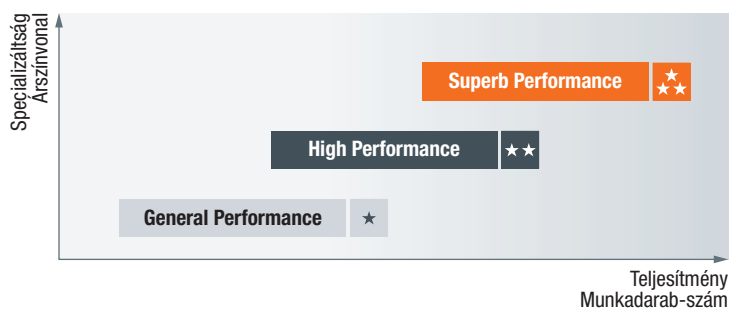 Specializáltság
Árszínvonal
Superb Performance
High Performance
General Performance
Teljesítmény
Munkadarab-szám